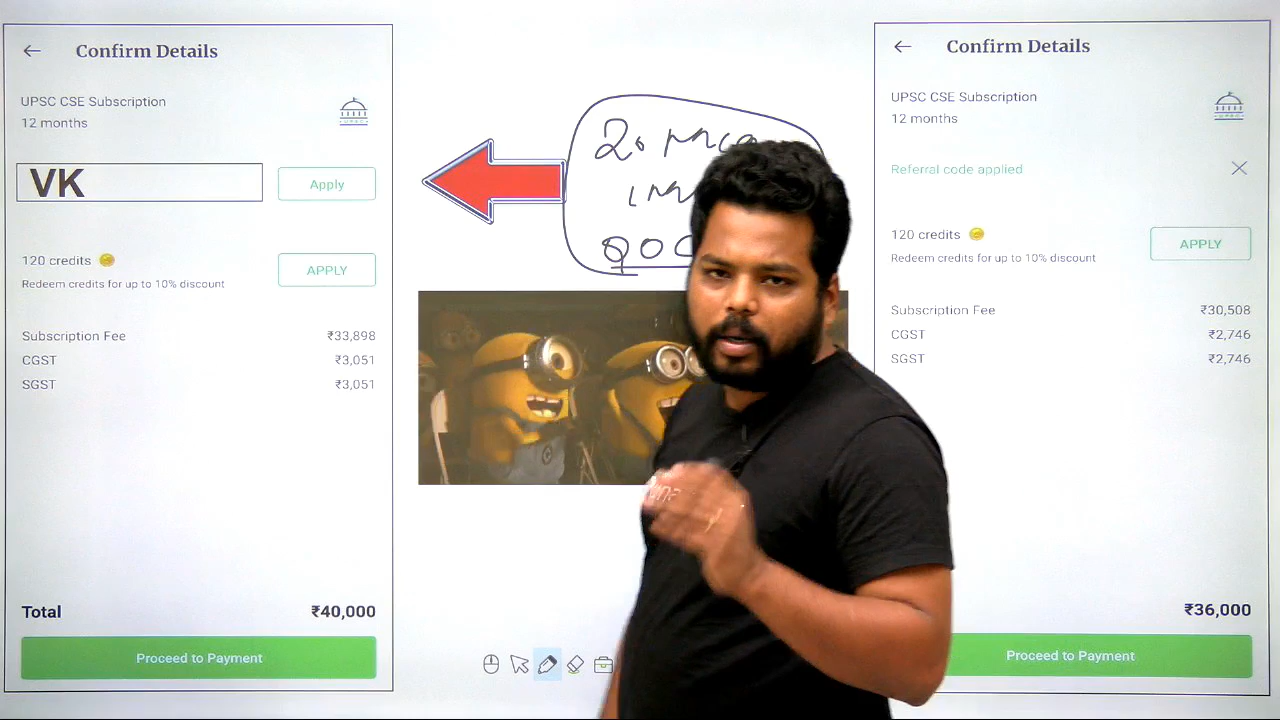 Confirm Details
UPSC CSE Subscription
12 months
VK
Apply
120 credits
Redeem credits for up to 10% discount
APPLY
Subscription Fee ₹33,898
CGST ₹3,051
SGST ₹3,051
Total ₹40,000
Proceed to Payment
20
Confirm Details
UPSC CSE Subscription
12 months
UPSC
Referral code applied
120 credits
Redeem credits for up to 10% discount
APPLY
Subscription Fee ₹30,508
CGST ₹2,746
SGST ₹2,746
₹36,000
Proceed to Payment